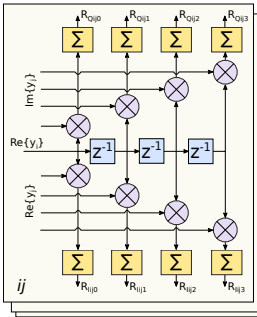 R_Qij0 R_Qij1 R_Qij2 R_Qij3
Σ Σ Σ Σ
Im{y_j}
Re{y_i} z^-1 z^-1 z^-1
Re{y_j}
Σ Σ Σ Σ
ij R_Iij0 R_Iij1 R_Iij2 R_Iij3